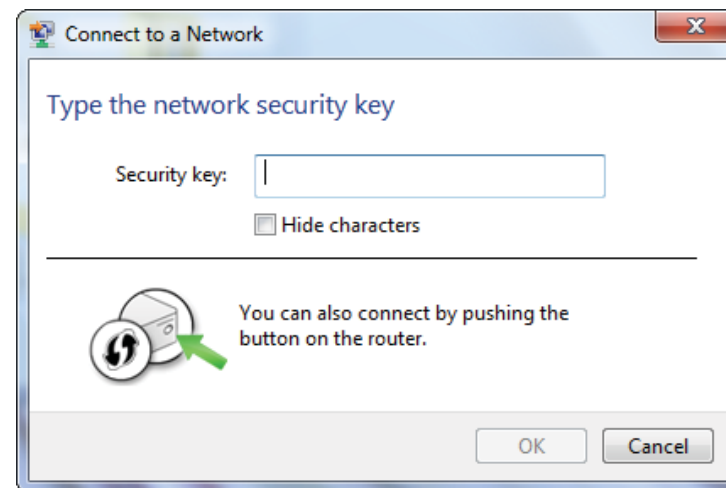 Connect to a Network
Type the network security key
Security key:
Hide characters
You can also connect by pushing the
button on the router.
OK
Cancel